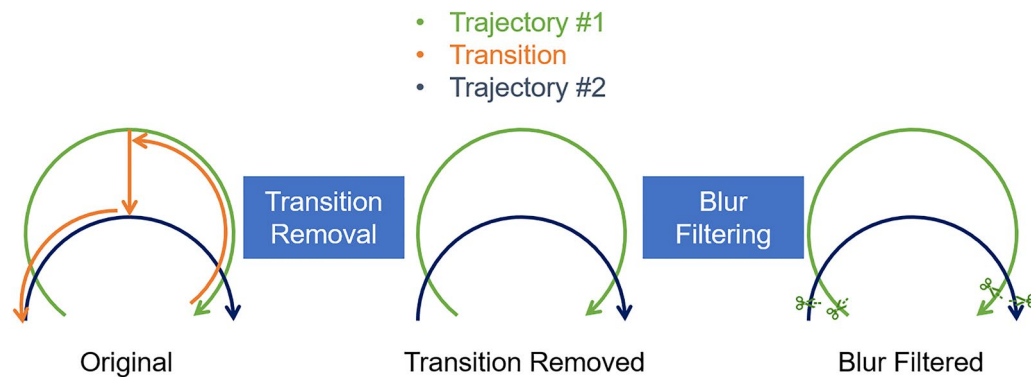 • Trajectory #1
• Transition
• Trajectory #2
Transition
Removal
Blur
Filtering
Original
Transition Removed
Blur Filtered